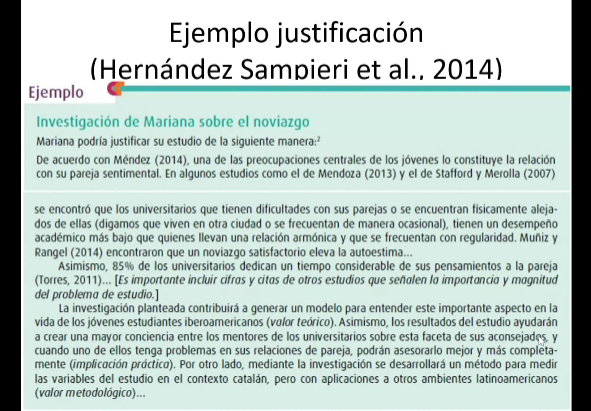 Ejemplo justificación
(Hernández Sampieri et al., 2014)
Ejemplo
Investigación de Mariana sobre el noviazgo
Mariana podría justificar su estudio de la siguiente manera:²
De acuerdo con Méndez (2014), una de las preocupaciones centrales de los jóvenes lo constituye la relación
con su pareja sentimental. En algunos estudios como el de Mendoza (2013) y el de Stafford y Merolla (2007)
se encontró que los universitarios que tienen dificultades con sus parejas o se encuentran físicamente aleja-
dos de ellas (digamos que viven en otra ciudad o se frecuentan de manera ocasional), tienen un desempeño
académico más bajo que quienes llevan una relación armónica y que se frecuentan con regularidad. Muñiz y
Rangel (2014) encontraron que un noviazgo satisfactorio eleva la autoestima...
Asimismo, 85% de los universitarios dedican un tiempo considerable de sus pensamientos a la pareja
(Torres, 2011)... [Es importante incluir cifras y citas de otros estudios que señalen la importancia y magnitud
del problema de estudio.]
La investigación planteada contribuirá a generar un modelo para entender este importante aspecto en la
vida de los jóvenes estudiantes iberoamericanos (valor teórico). Asimismo, los resultados del estudio ayudarán
a crear una mayor conciencia entre los mentores de los universitarios sobre esta faceta de sus aconsejados, y
cuando uno de ellos tenga problemas en sus relaciones de pareja, podrán asesorarlo mejor y más completa-
mente (implicación práctica). Por otro lado, mediante la investigación se desarrollará un método para medir
las variables del estudio en el contexto catalán, pero con aplicaciones a otros ambientes latinoamericanos
(valor metodológico)...